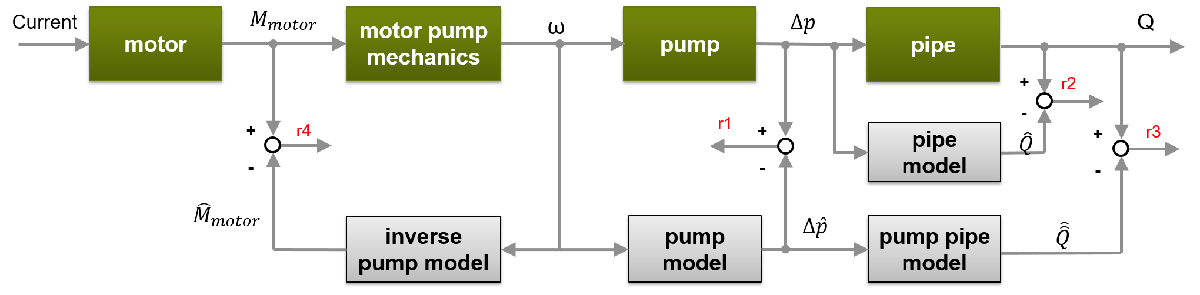 Current
motor
M_motor
motor pump
mechanics
ω
pump
Δp
pipe
Q
+
-
r4
r1
+
-
pipe
model
+
-
r2
Q̂
+
-
r3
M̂_motor
inverse
pump model
pump
model
Δp̂
pump pipe
model
Q̂̂